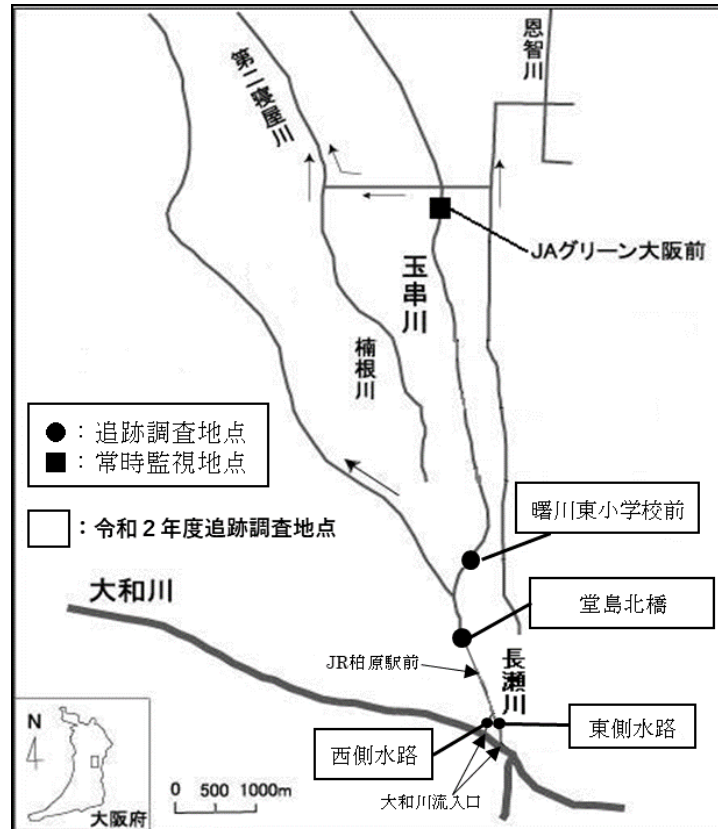 恩智川
第二寝屋川
JAグリーン大阪前
玉串川
楠根川
●：追跡調査地点
■：常時監視地点
：令和２年度追跡調査地点
曙川東小学校前
大和川
堂島北橋
JR柏原駅前
長瀬川
東側水路
西側水路
大和川流入口
N
0 500 1000m
大阪府